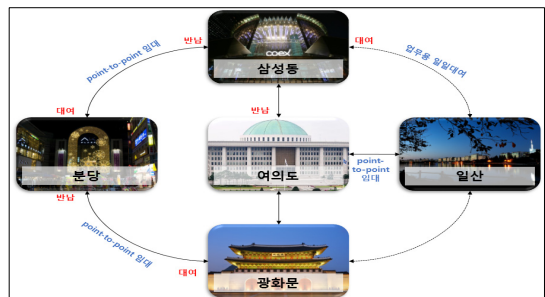 반납
대여
point-to-point 임대
coex
업무용 일일대여
삼성동
대여
반납
분당
여의도
point-
to-point
임대
일산
반납
point-to-point 임대
대여
광화문